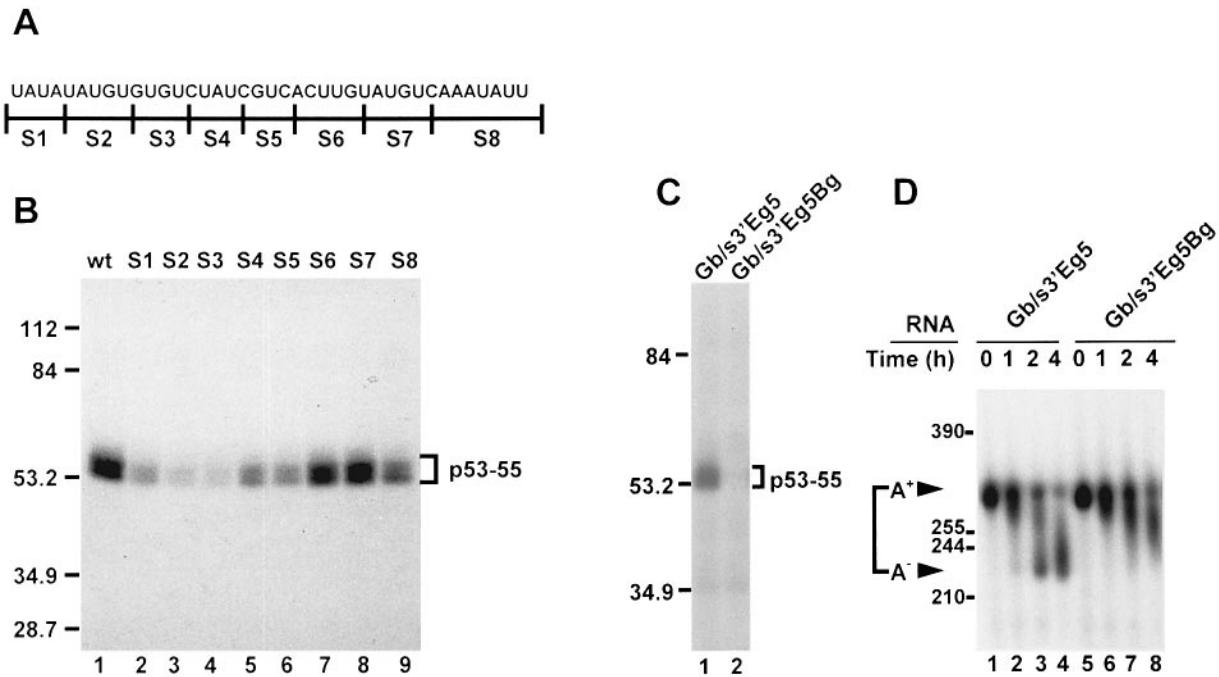 A
UAUAUAUGUGUGUCUAUCGUCACUUGUAUGUCAAAUAUU
S1 S2 S3 S4 S5 S6 S7 S8
B
wt S1 S2 S3 S4 S5 S6 S7 S8
112
84
53.2
34.9
28.7
p53-55
1 2 3 4 5 6 7 8 9
C
Gb/s3'Eg5
Gb/s3'Eg5Bg
84
53.2
34.9
p53-55
1 2
D
Gb/s3'Eg5
Gb/s3'Eg5Bg
RNA
Time (h) 0 1 2 4 0 1 2 4
390
A+
255
244
A-
210
1 2 3 4 5 6 7 8